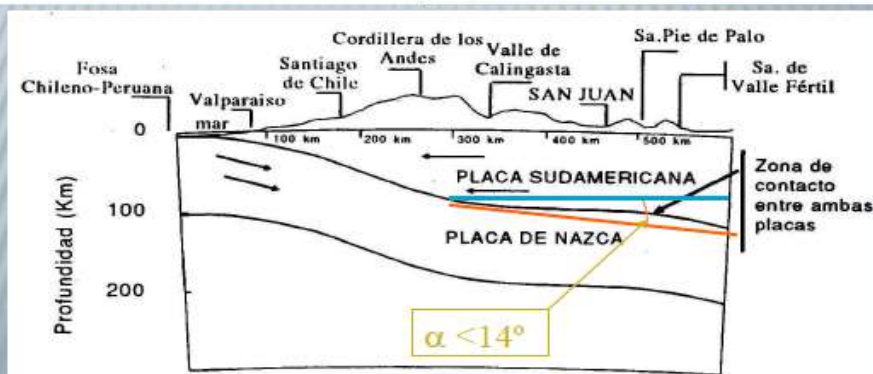 Fosa
Chileno-Peruana
Valparaiso
mar
Santiago
de Chile
Cordillera de los
Andes
Valle de
Calingasta
SAN JUAN
Sa.Pie de Palo
Sa. de
Valle Fértil
0
100 km
200 km
300 km
400 km
500 km
PLACA SUDAMERICANA
Zona de
contacto
entre ambas
placas
100
PLACA DE NAZCA
200
Profundidad (Km)
α <14°